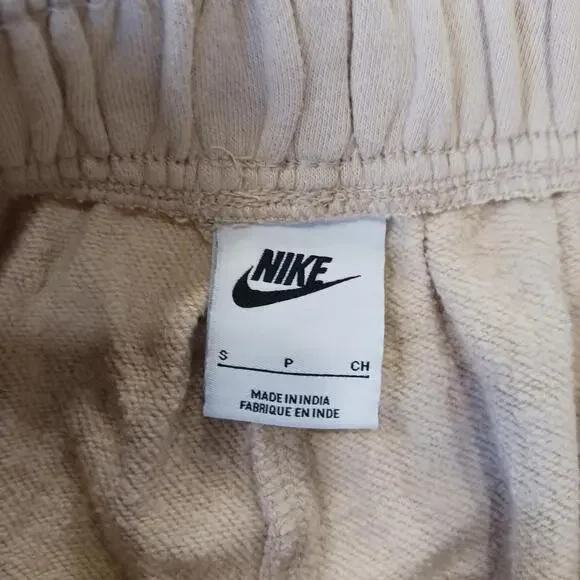 NIKE
S P CH
MADE IN INDIA
FABRIQUE EN INDE